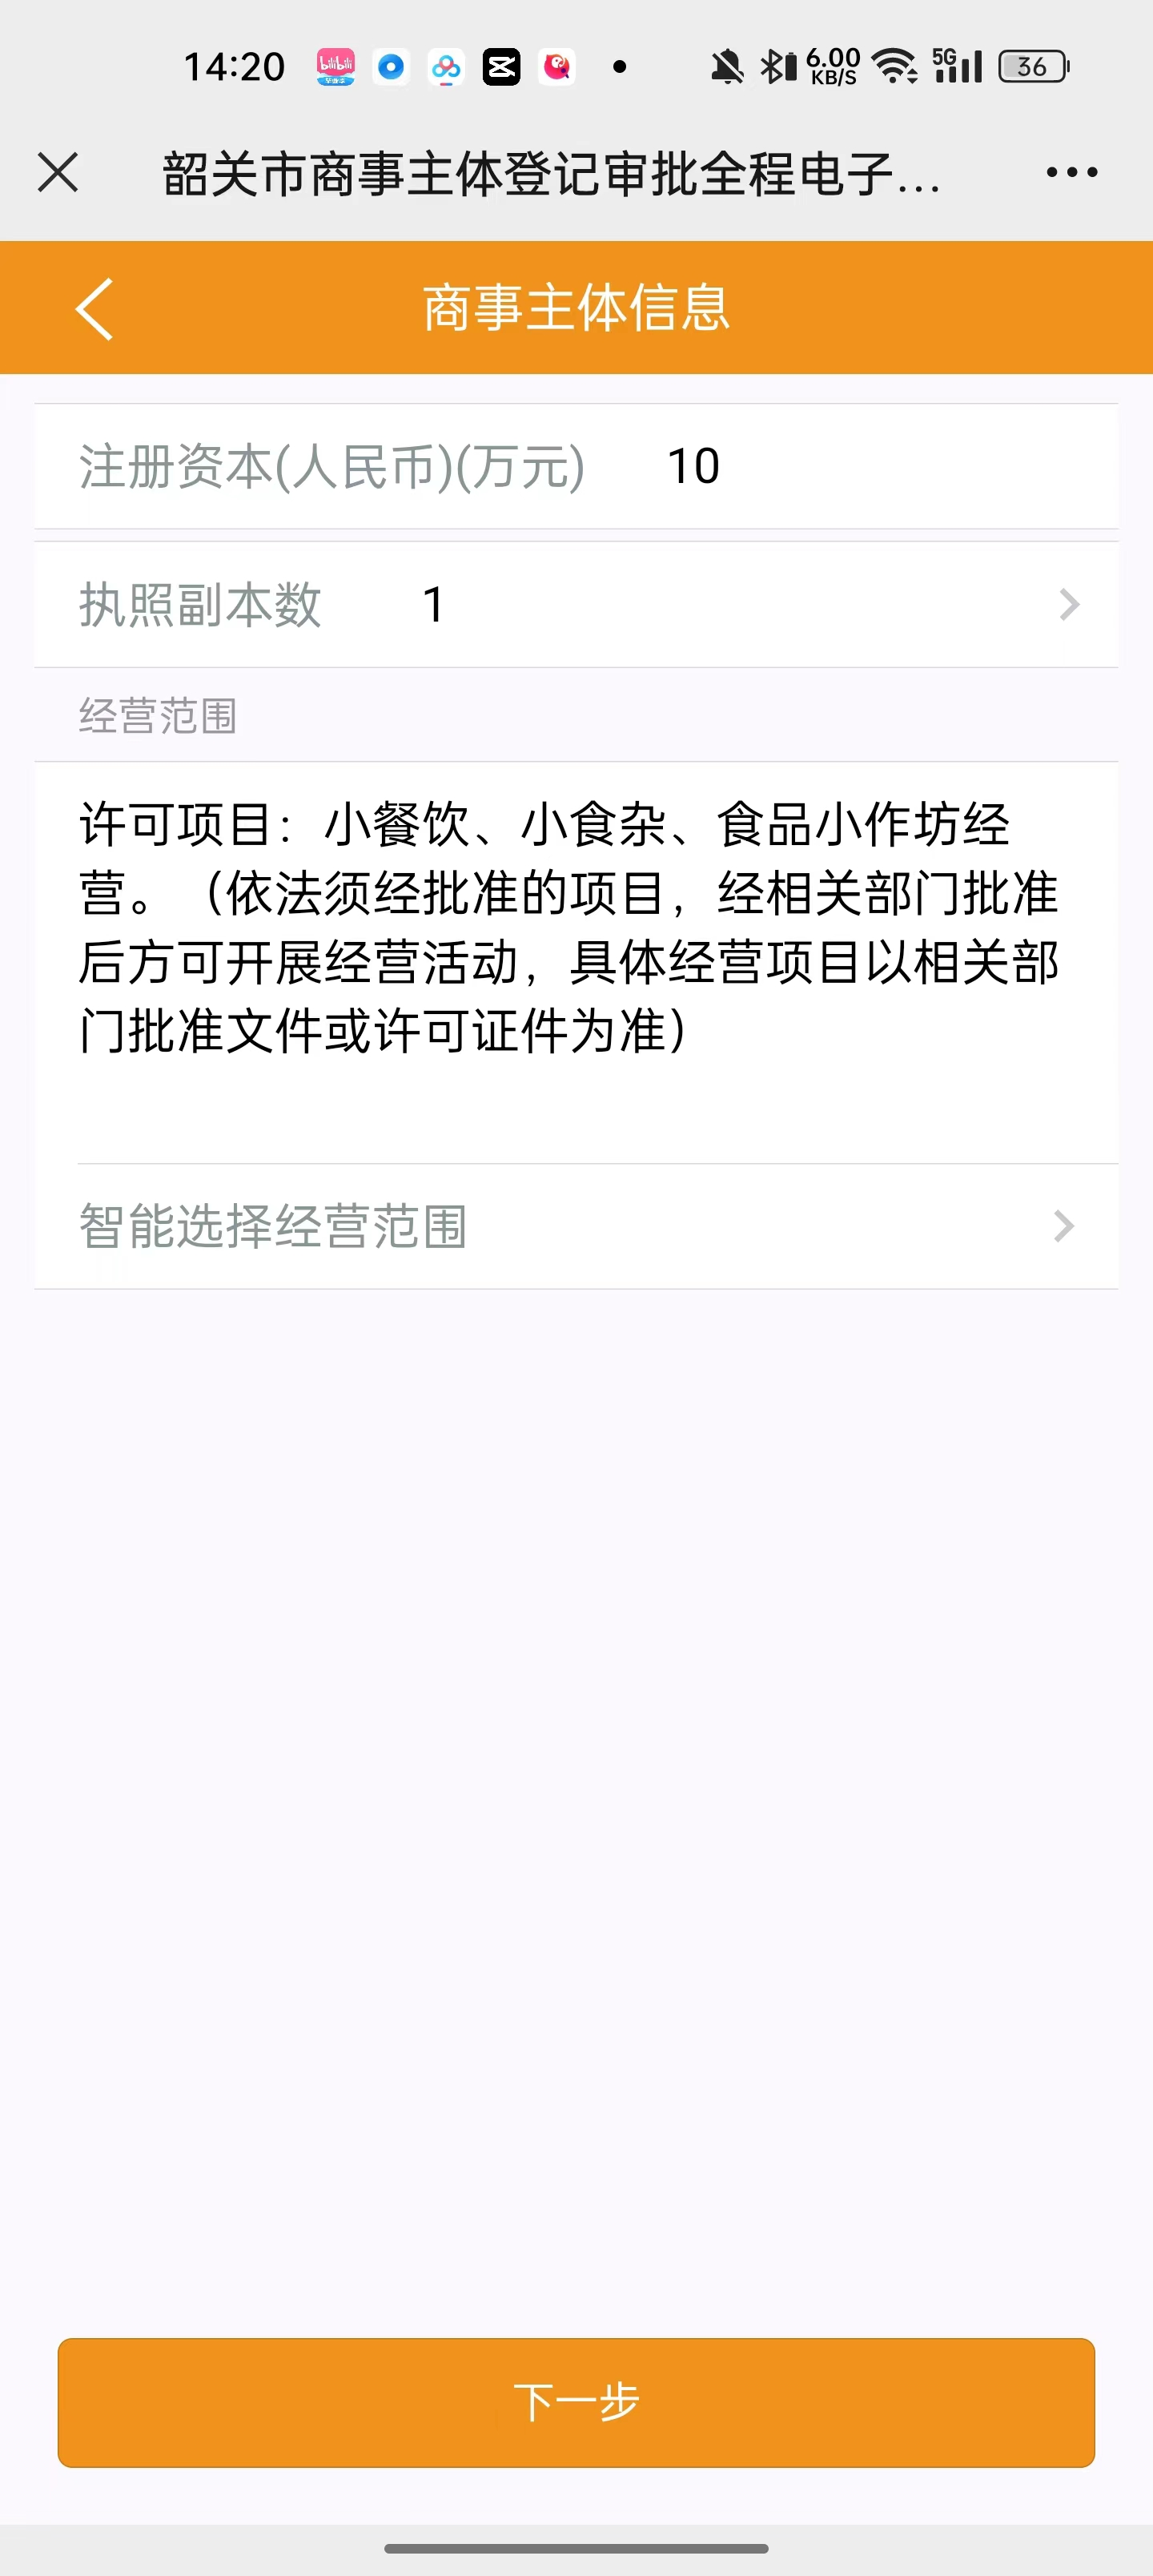 14:20
bilibili
6.00
KB/S
5G
36
韶关市商事主体登记审批全程电子...
商事主体信息
注册资本(人民币)(万元) 10
执照副本数 1
经营范围
许可项目：小餐饮、小食杂、食品小作坊经
营。（依法须经批准的项目，经相关部门批准
后方可开展经营活动，具体经营项目以相关部
门批准文件或许可证件为准）
智能选择经营范围
下一步